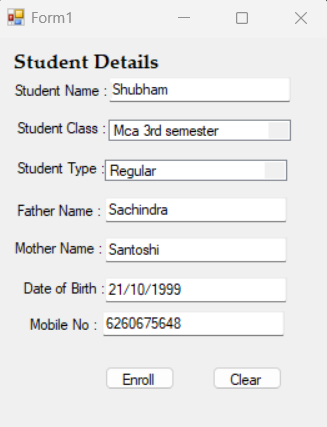 Form1
Student Details
Student Name : Shubham
Student Class : Mca 3rd semester
Student Type : Regular
Father Name : Sachindra
Mother Name : Santoshi
Date of Birth : 21/10/1999
Mobile No : 6260675648
Enroll Clear